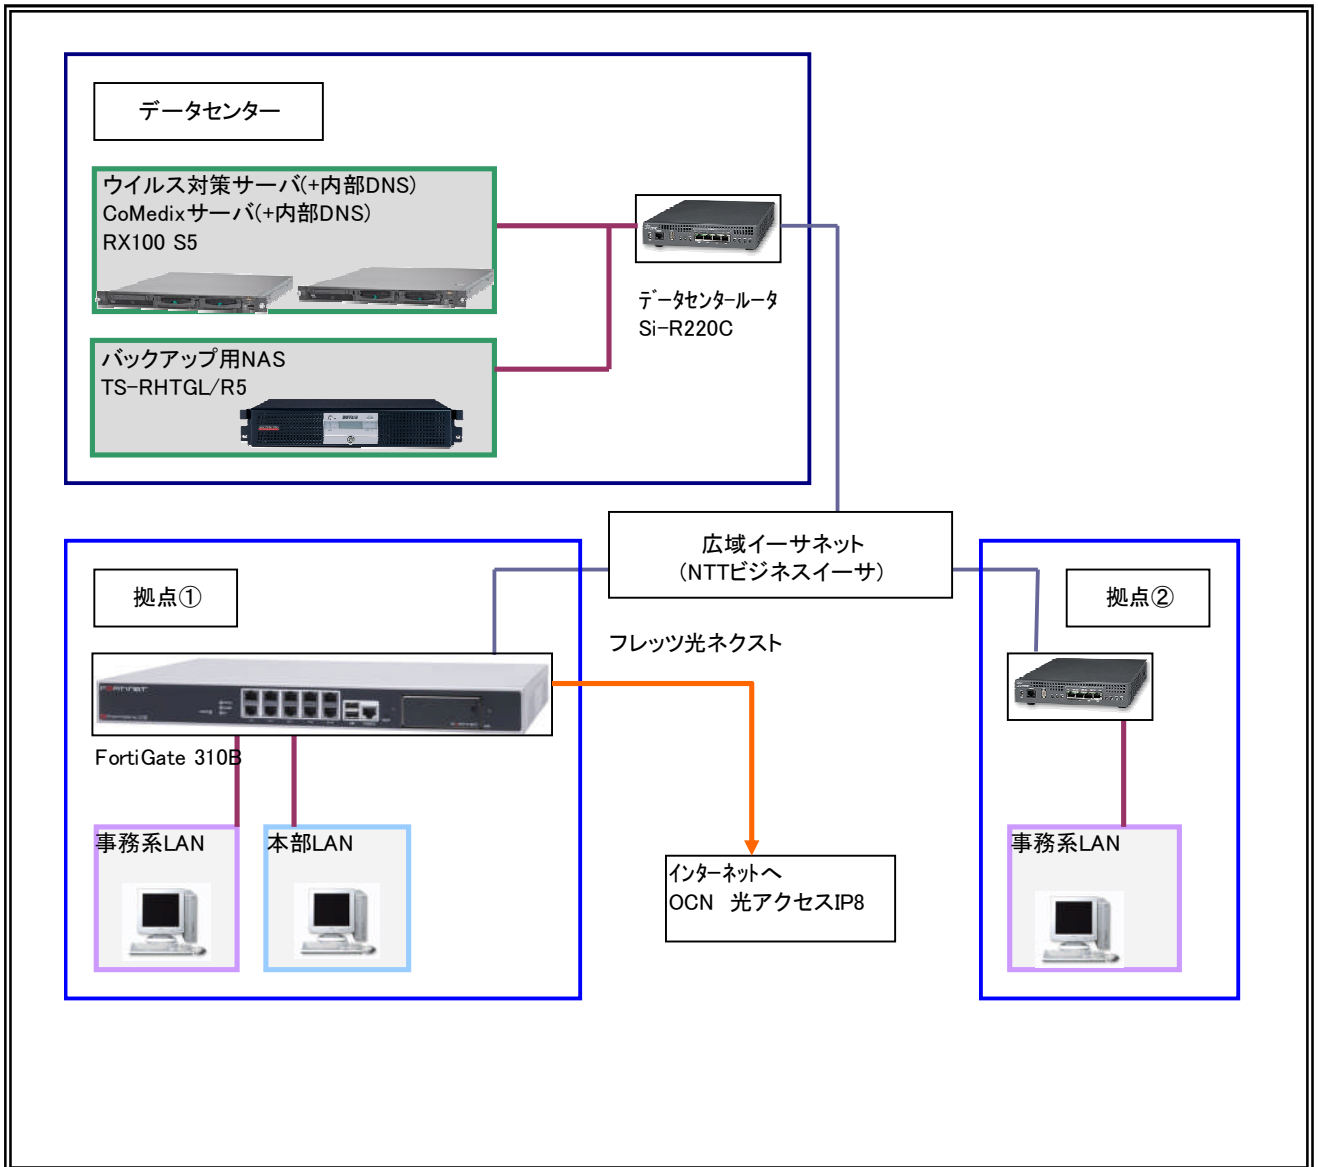 データセンター
ウイルス対策サーバ(+内部DNS)
CoMedixサーバ(+内部DNS)
RX100 S5
ﾃﾞｰﾀｾﾝﾀｰﾙｰﾀ
Si-R220C
バックアップ用NAS
TS-RHTGL/R5
広域イーサネット
(NTTビジネスイーサ)
拠点①
拠点②
フレッツ光ネクスト
FORTINET
FortiGate 310B
事務系LAN
本部LAN
事務系LAN
ｲﾝﾀｰﾈｯﾄへ
OCN　光アクセスIP8